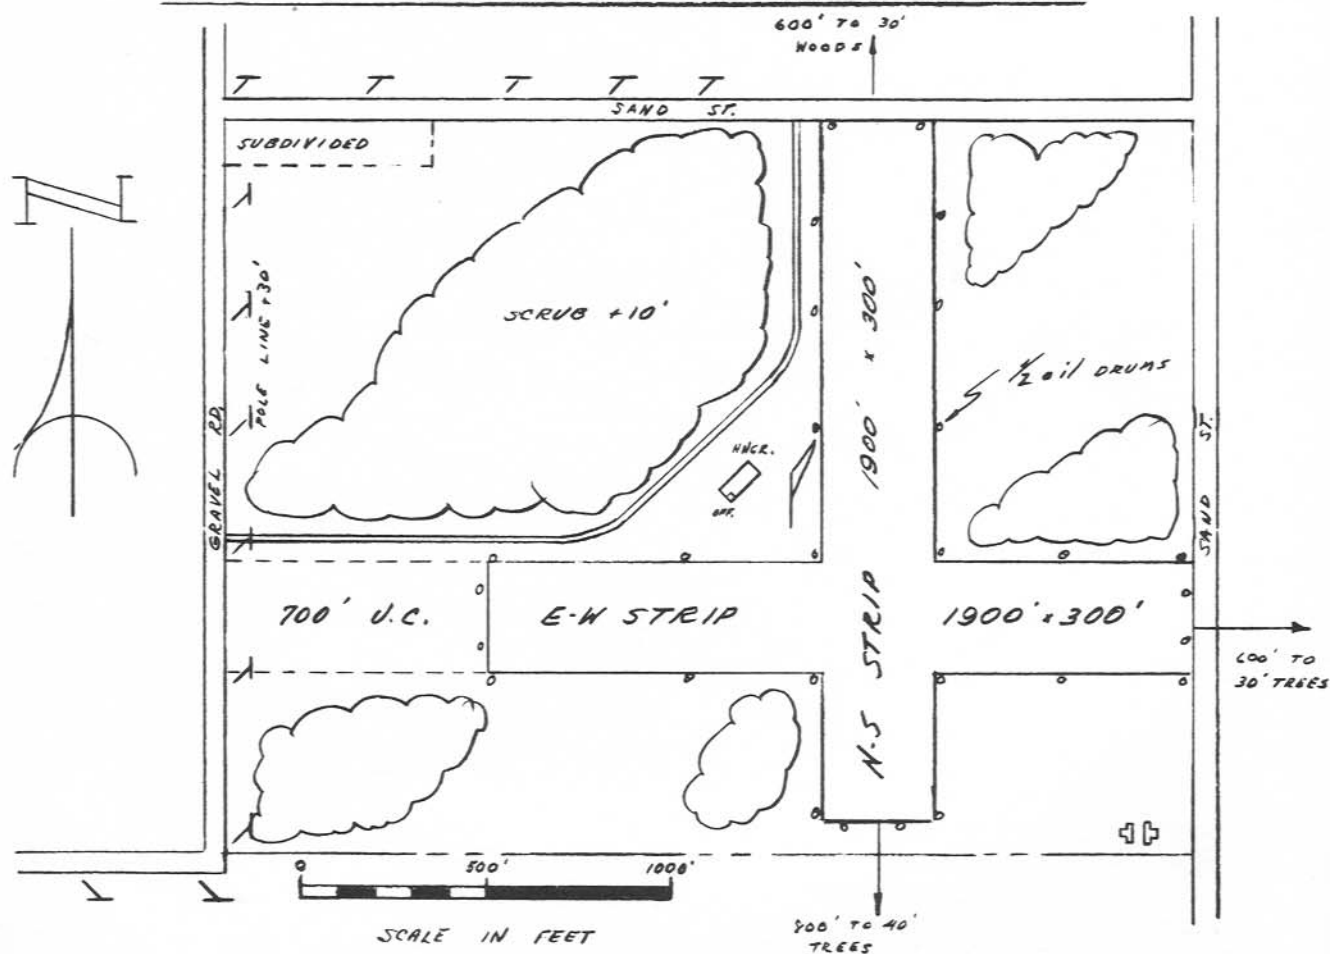 600' TO 30'
WOODS
SAND ST.
SUBDIVIDED
N
POLE LINE +30'
SCRUB +10'
1900' x 300'
1/2 oil DRUMS
GRAVEL RD.
HNGR.
OFF.
SAND ST.
700' U.C.
E-W STRIP
N-S STRIP
1900' x 300'
600' TO
30' TREES
0 500' 1000'
SCALE IN FEET
800' TO 40'
TREES